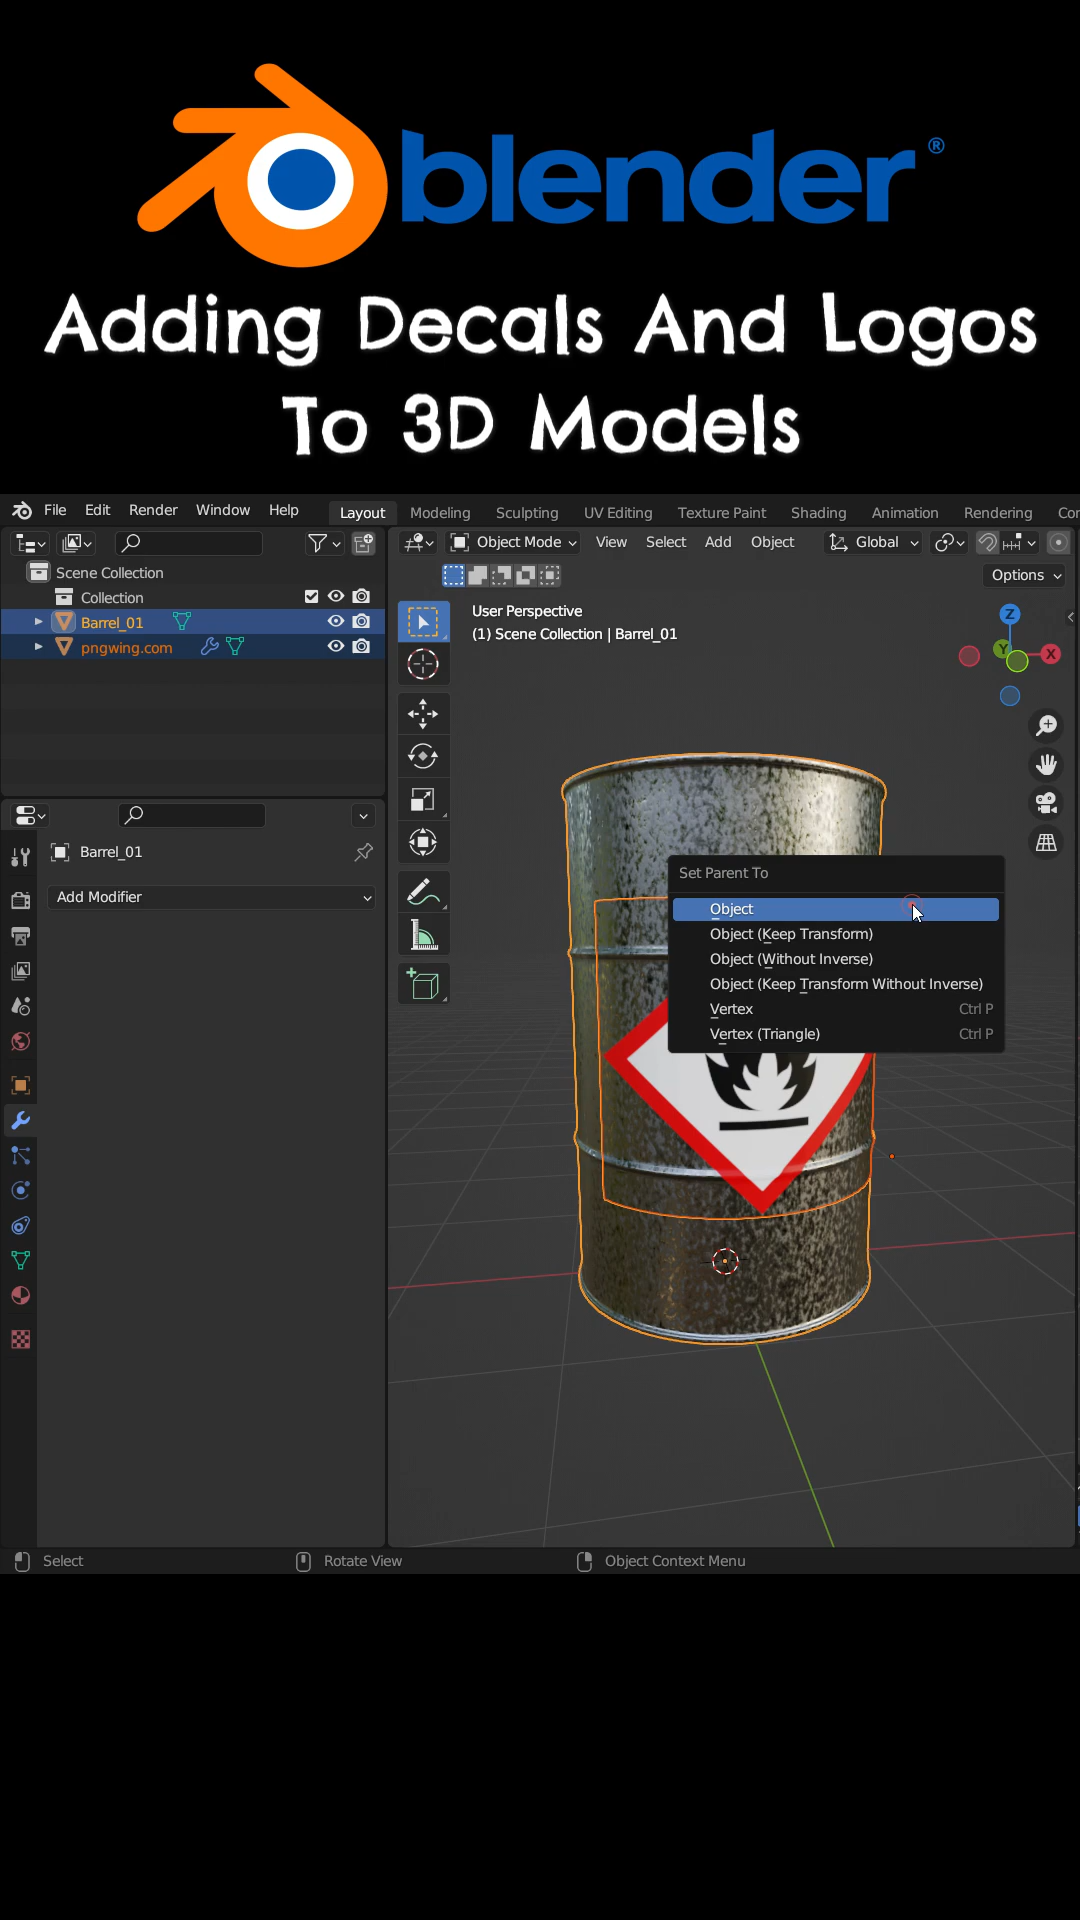 blender®
Adding Decals And Logos
To 3D Models
File Edit Render Window Help Layout Modeling Sculpting UV Editing Texture Paint Shading Animation Rendering Cor
Object Mode View Select Add Object Global
Scene Collection
Options
Collection
User Perspective
Barrel_01
(1) Scene Collection | Barrel_01
pngwing.com
Z
Y
X
Barrel_01
Add Modifier
Set Parent To
Object
Object (Keep Transform)
Object (Without Inverse)
Object (Keep Transform Without Inverse)
Vertex Ctrl P
Vertex (Triangle) Ctrl P
Select Rotate View Object Context Menu